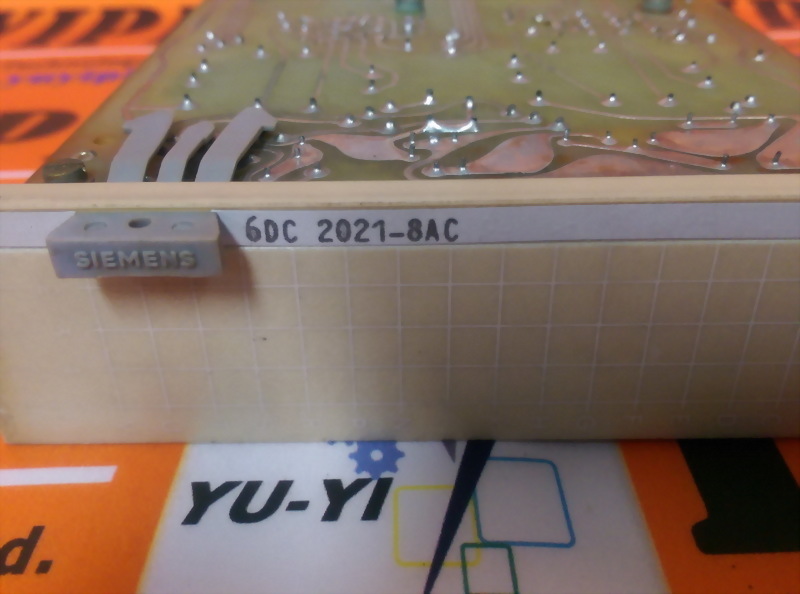 6DC 2021-8AC
SIEMENS
YU-YI
d.